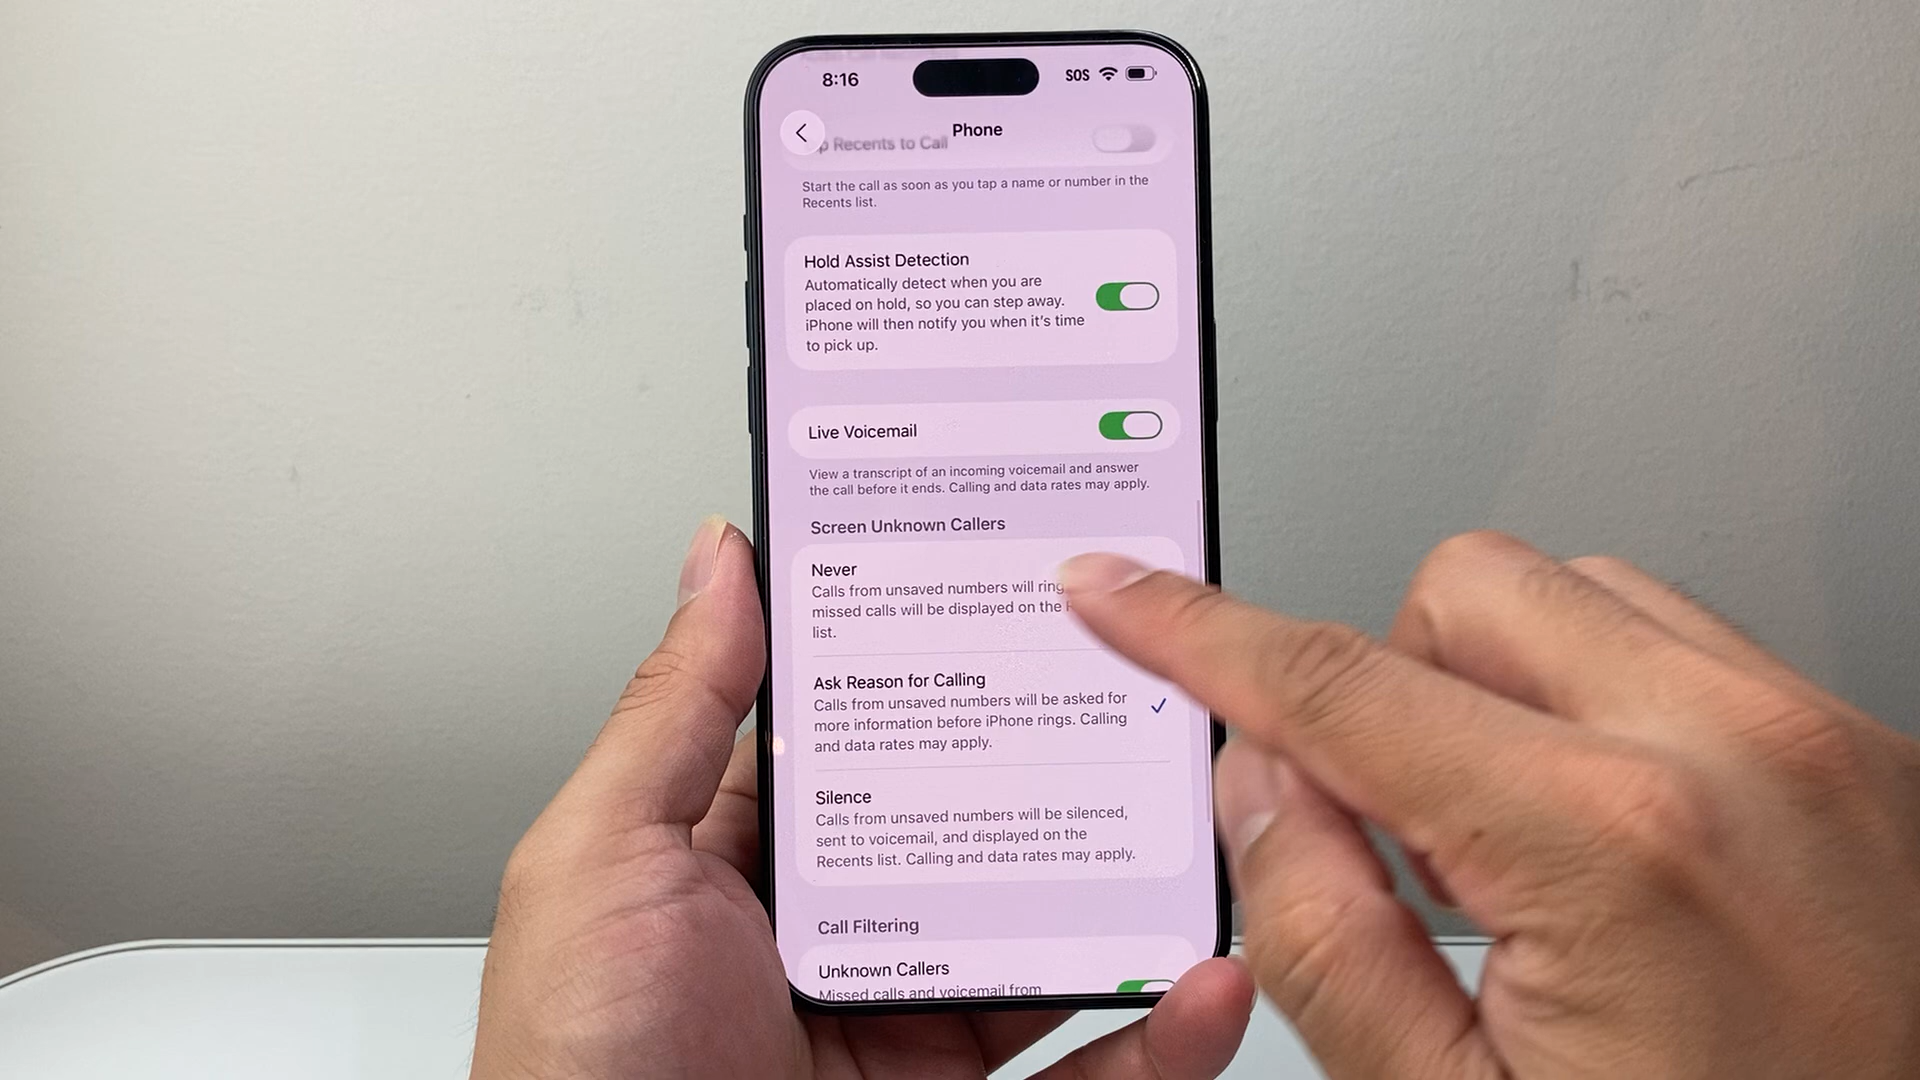 8:16
SOS
Phone
Recents to Call
Start the call as soon as you tap a name or number in the
Recents list.
Hold Assist Detection
Automatically detect when you are
placed on hold, so you can step away.
iPhone will then notify you when it's time
to pick up.
Live Voicemail
View a transcript of an incoming voicemail and answer
the call before it ends. Calling and data rates may apply.
Screen Unknown Callers
Never
Calls from unsaved numbers will ring
missed calls will be displayed on the
list.
Ask Reason for Calling
Calls from unsaved numbers will be asked for
more information before iPhone rings. Calling
and data rates may apply.
Silence
Calls from unsaved numbers will be silenced,
sent to voicemail, and displayed on the
Recents list. Calling and data rates may apply.
Call Filtering
Unknown Callers
Missed calls and voicemail from